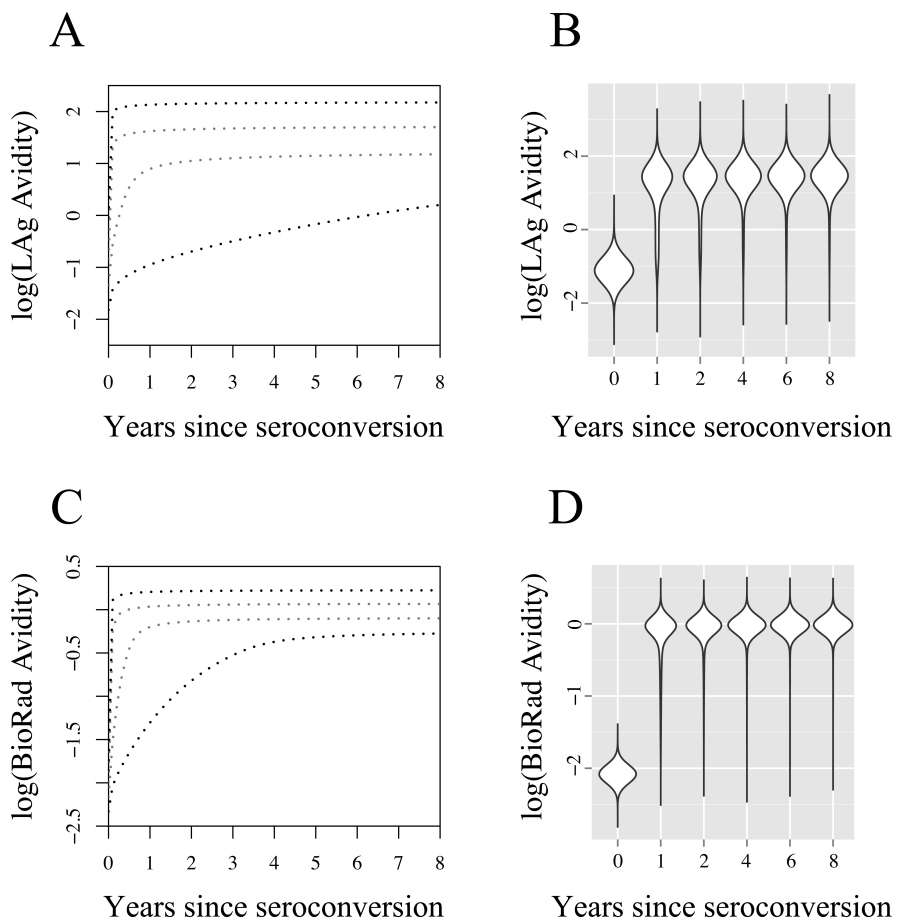 A
log(LAg Avidity)
2
1
0
−1
−2
0 1 2 3 4 5 6 7 8
Years since seroconversion
B
log(LAg Avidity)
2
0
−2
0 1 2 4 6 8
Years since seroconversion
C
log(BioRad Avidity)
0.5
−0.5
−1.5
−2.5
0 1 2 3 4 5 6 7 8
Years since seroconversion
D
log(BioRad Avidity)
0
−1
−2
0 1 2 4 6 8
Years since seroconversion